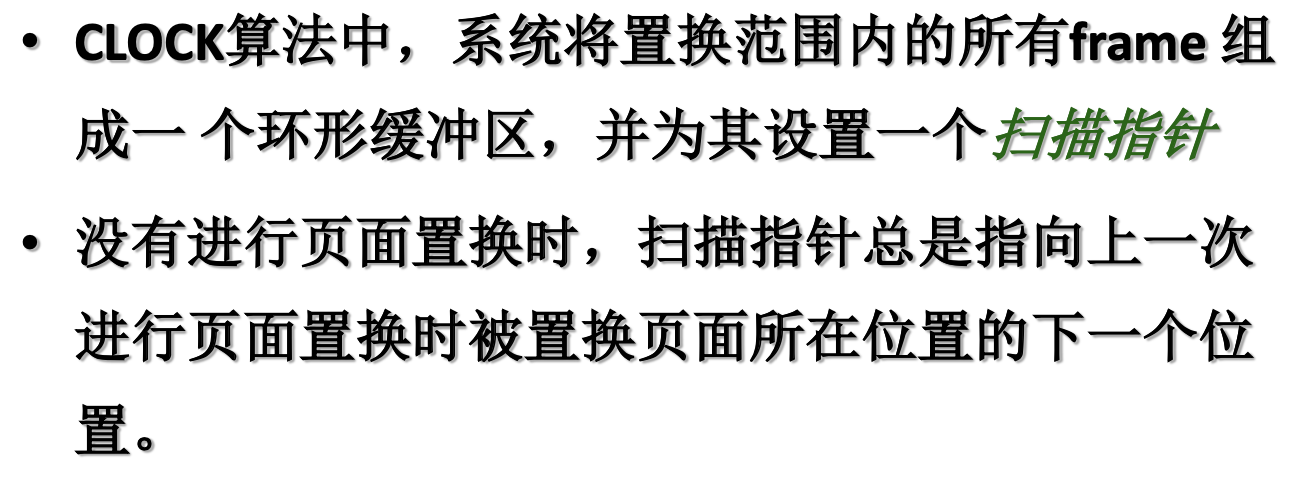 • CLOCK算法中，系统将置换范围内的所有frame 组
成一 个环形缓冲区，并为其设置一个扫描指针
• 没有进行页面置换时，扫描指针总是指向上一次
进行页面置换时被置换页面所在位置的下一个位
置。